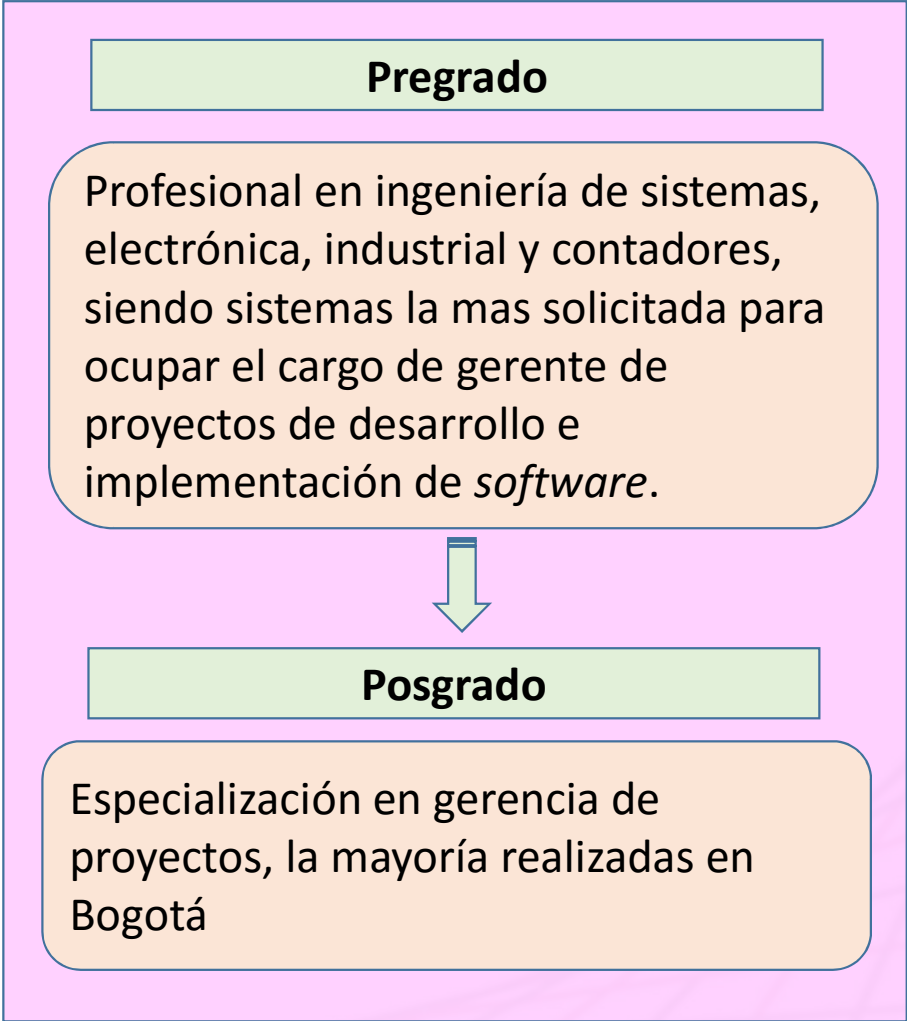 Pregrado
Profesional en ingeniería de sistemas,
electrónica, industrial y contadores,
siendo sistemas la mas solicitada para
ocupar el cargo de gerente de
proyectos de desarrollo e
implementación de software.
Posgrado
Especialización en gerencia de
proyectos, la mayoría realizadas en
Bogotá